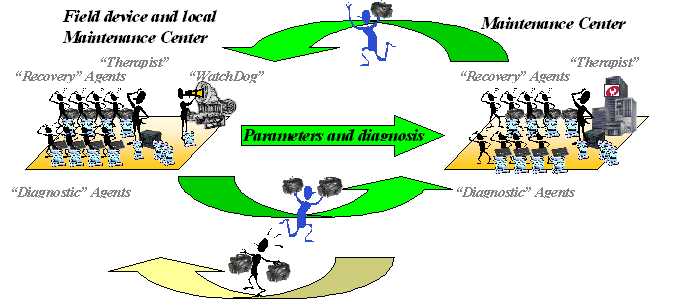 Field device and local
Maintenance Center
Maintenance Center
“Therapist”
“Recovery” Agents
“WatchDog”
“Therapist”
“Recovery” Agents
Parameters and diagnosis
“Diagnostic” Agents
“Diagnostic” Agents